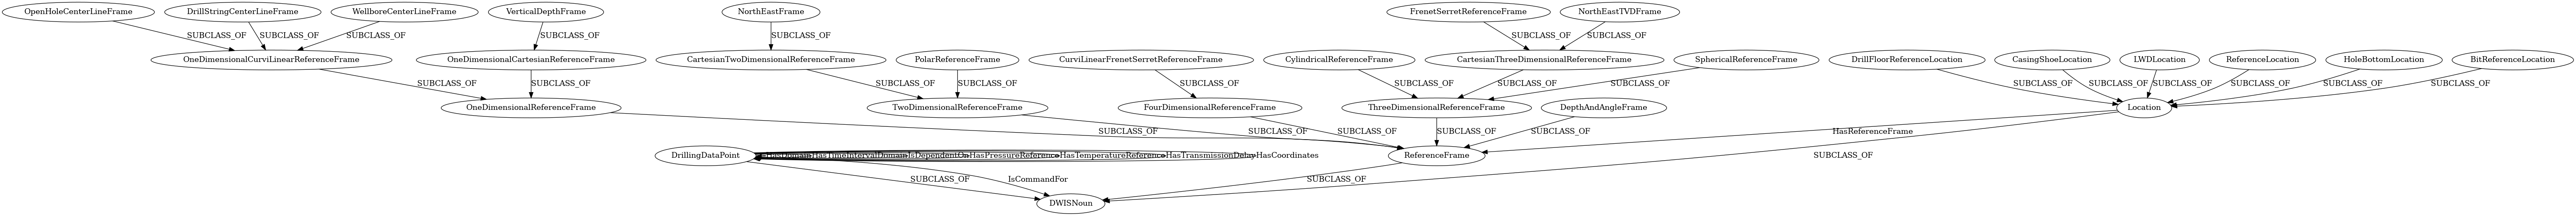 OpenHoleCenterLineFrame
DrillStringCenterLineFrame
WellboreCenterLineFrame
VerticalDepthFrame
NorthEastFrame
FrenetSerretReferenceFrame
NorthEastTVDFrame
SUBCLASS_OF
SUBCLASS_OF
SUBCLASS_OF
SUBCLASS_OF
SUBCLASS_OF
SUBCLASS_OF
SUBCLASS_OF
OneDimensionalCurviLinearReferenceFrame
OneDimensionalCartesianReferenceFrame
CartesianTwoDimensionalReferenceFrame
PolarReferenceFrame
CurviLinearFrenetSerretReferenceFrame
CylindricalReferenceFrame
CartesianThreeDimensionalReferenceFrame
SphericalReferenceFrame
DrillFloorReferenceLocation
CasingShoeLocation
LWDLocation
ReferenceLocation
HoleBottomLocation
BitReferenceLocation
SUBCLASS_OF
SUBCLASS_OF
SUBCLASS_OF
SUBCLASS_OF
SUBCLASS_OF
SUBCLASS_OF
SUBCLASS_OF
SUBCLASS_OF
SUBCLASS_OF
SUBCLASS_OF
SUBCLASS_OF
SUBCLASS_OF
SUBCLASS_OF
SUBCLASS_OF
OneDimensionalReferenceFrame
TwoDimensionalReferenceFrame
FourDimensionalReferenceFrame
ThreeDimensionalReferenceFrame
DepthAndAngleFrame
Location
SUBCLASS_OF
SUBCLASS_OF
SUBCLASS_OF
SUBCLASS_OF
SUBCLASS_OF
HasReferenceFrame
DrillingDataPoint
HasTimeIntervalDomain
IsDependentOn
HasPressureReference
HasTemperatureReference
HasTransmissionDelay
HasCoordinates
ReferenceFrame
SUBCLASS_OF
SUBCLASS_OF
IsCommandFor
SUBCLASS_OF
DWISNoun